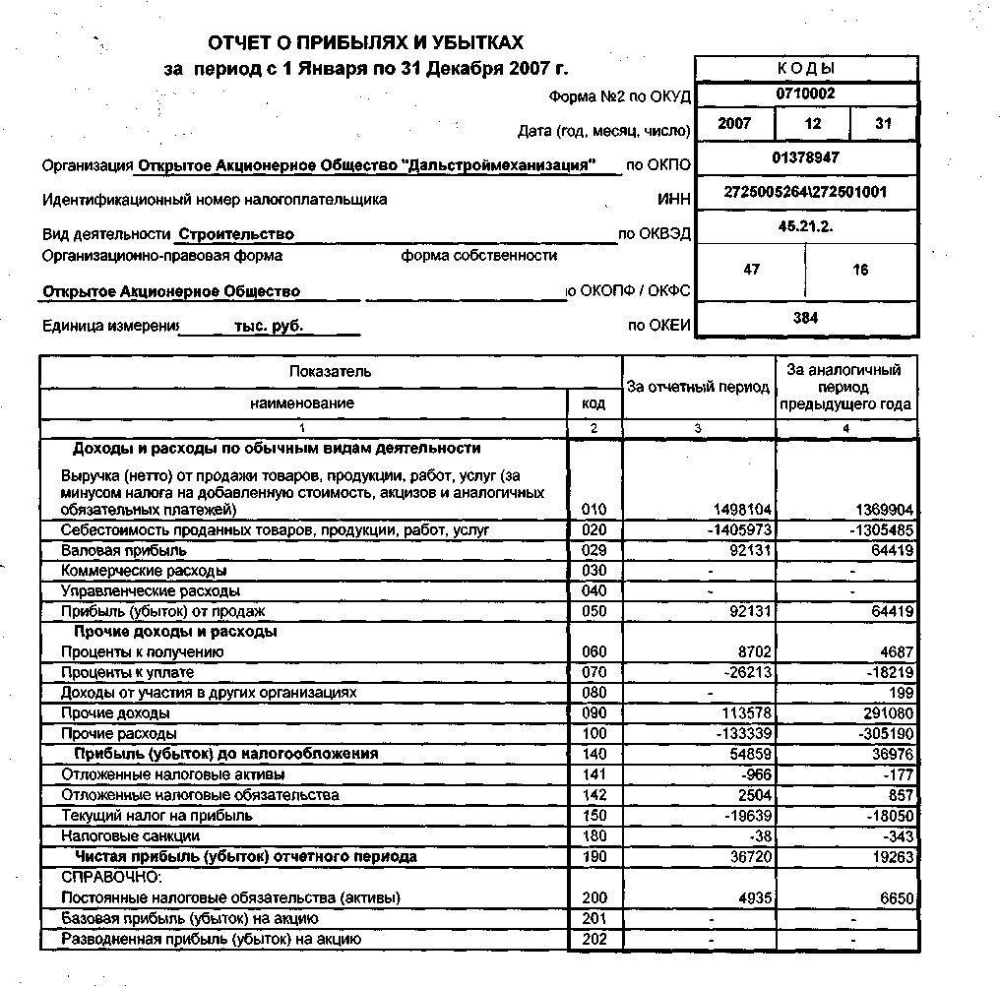 ОТЧЕТ О ПРИБЫЛЯХ И УБЫТКАХ
за период с 1 Января по 31 Декабря 2007 г.
КОДЫ
Форма №2 по ОКУД 0710002
Дата (год, месяц, число) 2007 12 31
Организация Открытое Акционерное Общество "Дальстроймеханизация" по ОКПО 01378947
Идентификационный номер налогоплательщика ИНН 2725005264\272501001
Вид деятельности Строительство по ОКВЭД 45.21.2.
Организационно-правовая форма форма собственности
47 16
Открытое Акционерное Общество ю ОКОПФ / ОКФС
Единица измерения тыс. руб. по ОКЕИ 384
Показатель За отчетный период За аналогичный период предыдущего года
наименование код
1 2 3 4
Доходы и расходы по обычным видам деятельности
Выручка (нетто) от продажи товаров, продукции, работ, услуг (за
минусом налога на добавленную стоимость, акцизов и аналогичных
обязательных платежей) 010 1498104 1369904
Себестоимость проданных товаров, продукции, работ, услуг 020 -1405973 -1305485
Валовая прибыль 029 92131 64419
Коммерческие расходы 030 - -
Управленческие расходы 040 - -
Прибыль (убыток) от продаж 050 92131 64419
Прочие доходы и расходы
Проценты к получению 060 8702 4687
Проценты к уплате 070 -26213 -18219
Доходы от участия в других организациях 080 - 199
Прочие доходы 090 113578 291080
Прочие расходы 100 -133339 -305190
Прибыль (убыток) до налогообложения 140 54859 36976
Отложенные налоговые активы 141 -966 -177
Отложенные налоговые обязательства 142 2504 857
Текущий налог на прибыль 150 -19639 -18050
Налоговые санкции 180 -38 -343
Чистая прибыль (убыток) отчетного периода 190 36720 19263
СПРАВОЧНО:
Постоянные налоговые обязательства (активы) 200 4935 6650
Базовая прибыль (убыток) на акцию 201 - -
Разводненная прибыль (убыток) на акцию 202 - -